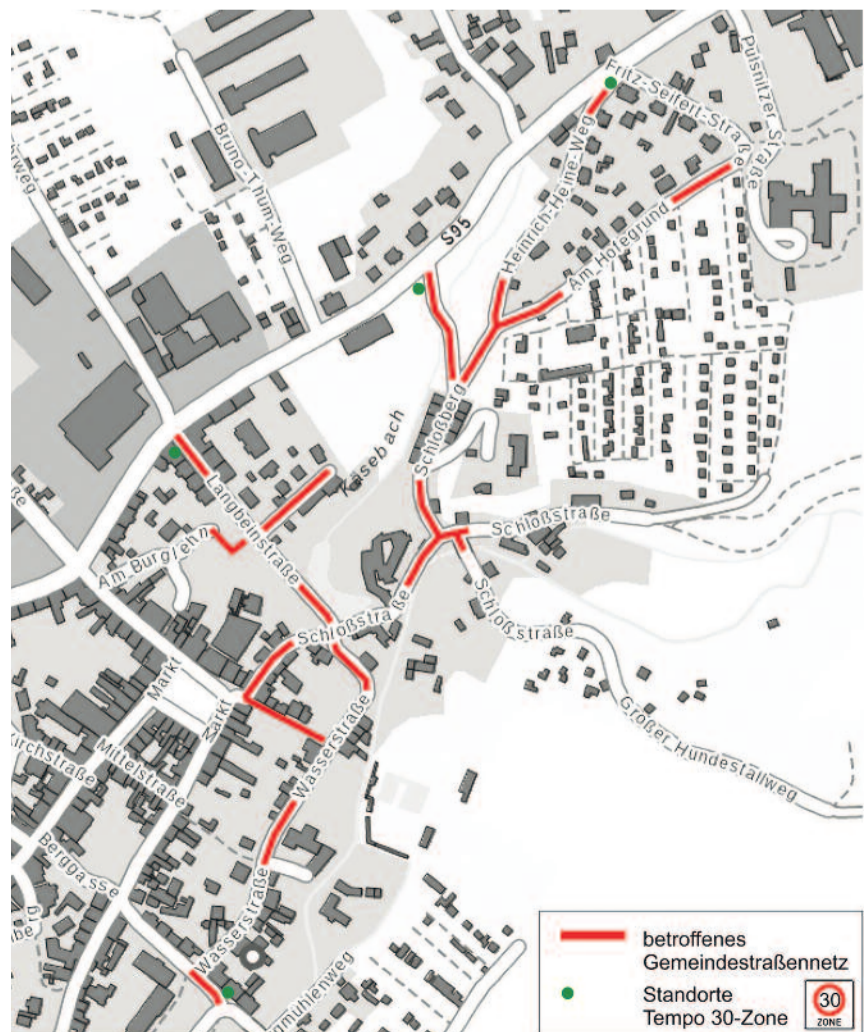 Fritz-Seifert-Straße
Pulsnitzer Straße
Bruno-Thum-Weg
Heinrich-Heine-Weg
S95
Am Hofegrund
Käsebach
Schloßberg
Langbeinstraße
Am Burglehn
Schloßstraße
Schloßstraße
Schloßstraße
Markt
Markt
Wasserstraße
Großer Hundestallweg
Kirchstraße
Mittelstraße
Berggasse
Wasserstraße
betroffenes
Gemeindestraßennetz
Standorte
Tempo 30-Zone
30
ZONE